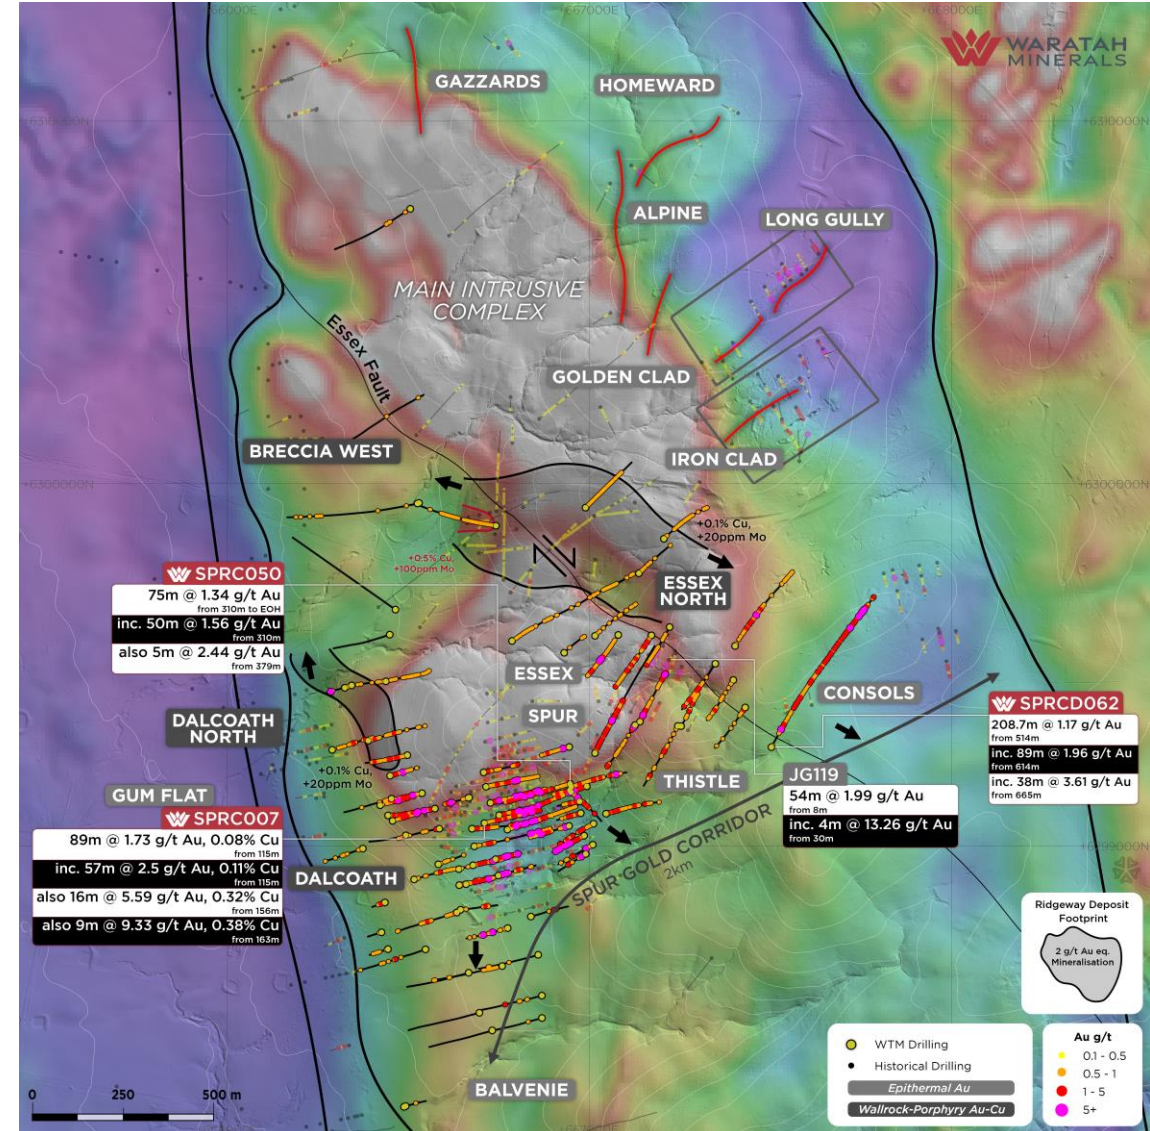 666000E
+667000E
+668000E
WARATAH
MINERALS
GAZZARDS
HOMEWARD
+6310000N
+6310000N
ALPINE
LONG GULLY
MAIN INTRUSIVE
COMPLEX
Essex Fault
GOLDEN CLAD
BRECCIA WEST
IRON CLAD
+6300000N
+6300000N
+0.1% Cu,
+20ppm Mo
+0.5% Cu,
+100ppm Mo
SPRC050
75m @ 1.34 g/t Au
from 310m to EOH
inc. 50m @ 1.56 g/t Au
from 310m
also 5m @ 2.44 g/t Au
from 379m
ESSEX
NORTH
ESSEX
CONSOLS
SPUR
DALCOATH
NORTH
SPRCD062
208.7m @ 1.17 g/t Au
from 514m
inc. 89m @ 1.96 g/t Au
from 614m
inc. 38m @ 3.61 g/t Au
from 665m
+0.1% Cu,
+20ppm Mo
THISTLE
JG119
54m @ 1.99 g/t Au
from 8m
inc. 4m @ 13.26 g/t Au
from 30m
GUM FLAT
SPRC007
89m @ 1.73 g/t Au, 0.08% Cu
from 115m
inc. 57m @ 2.5 g/t Au, 0.11% Cu
from 115m
also 16m @ 5.59 g/t Au, 0.32% Cu
from 156m
also 9m @ 9.33 g/t Au, 0.38% Cu
from 163m
DALCOATH
SPUR GOLD CORRIDOR
2km
Ridgeway Deposit
Footprint
2 g/t Au eq.
Mineralisation
BALVENIE
WTM Drilling
Historical Drilling
Epithermal Au
Wallrock-Porphyry Au-Cu
Au g/t
0.1 - 0.5
0.5 - 1
1 - 5
5+
0 250 500 m